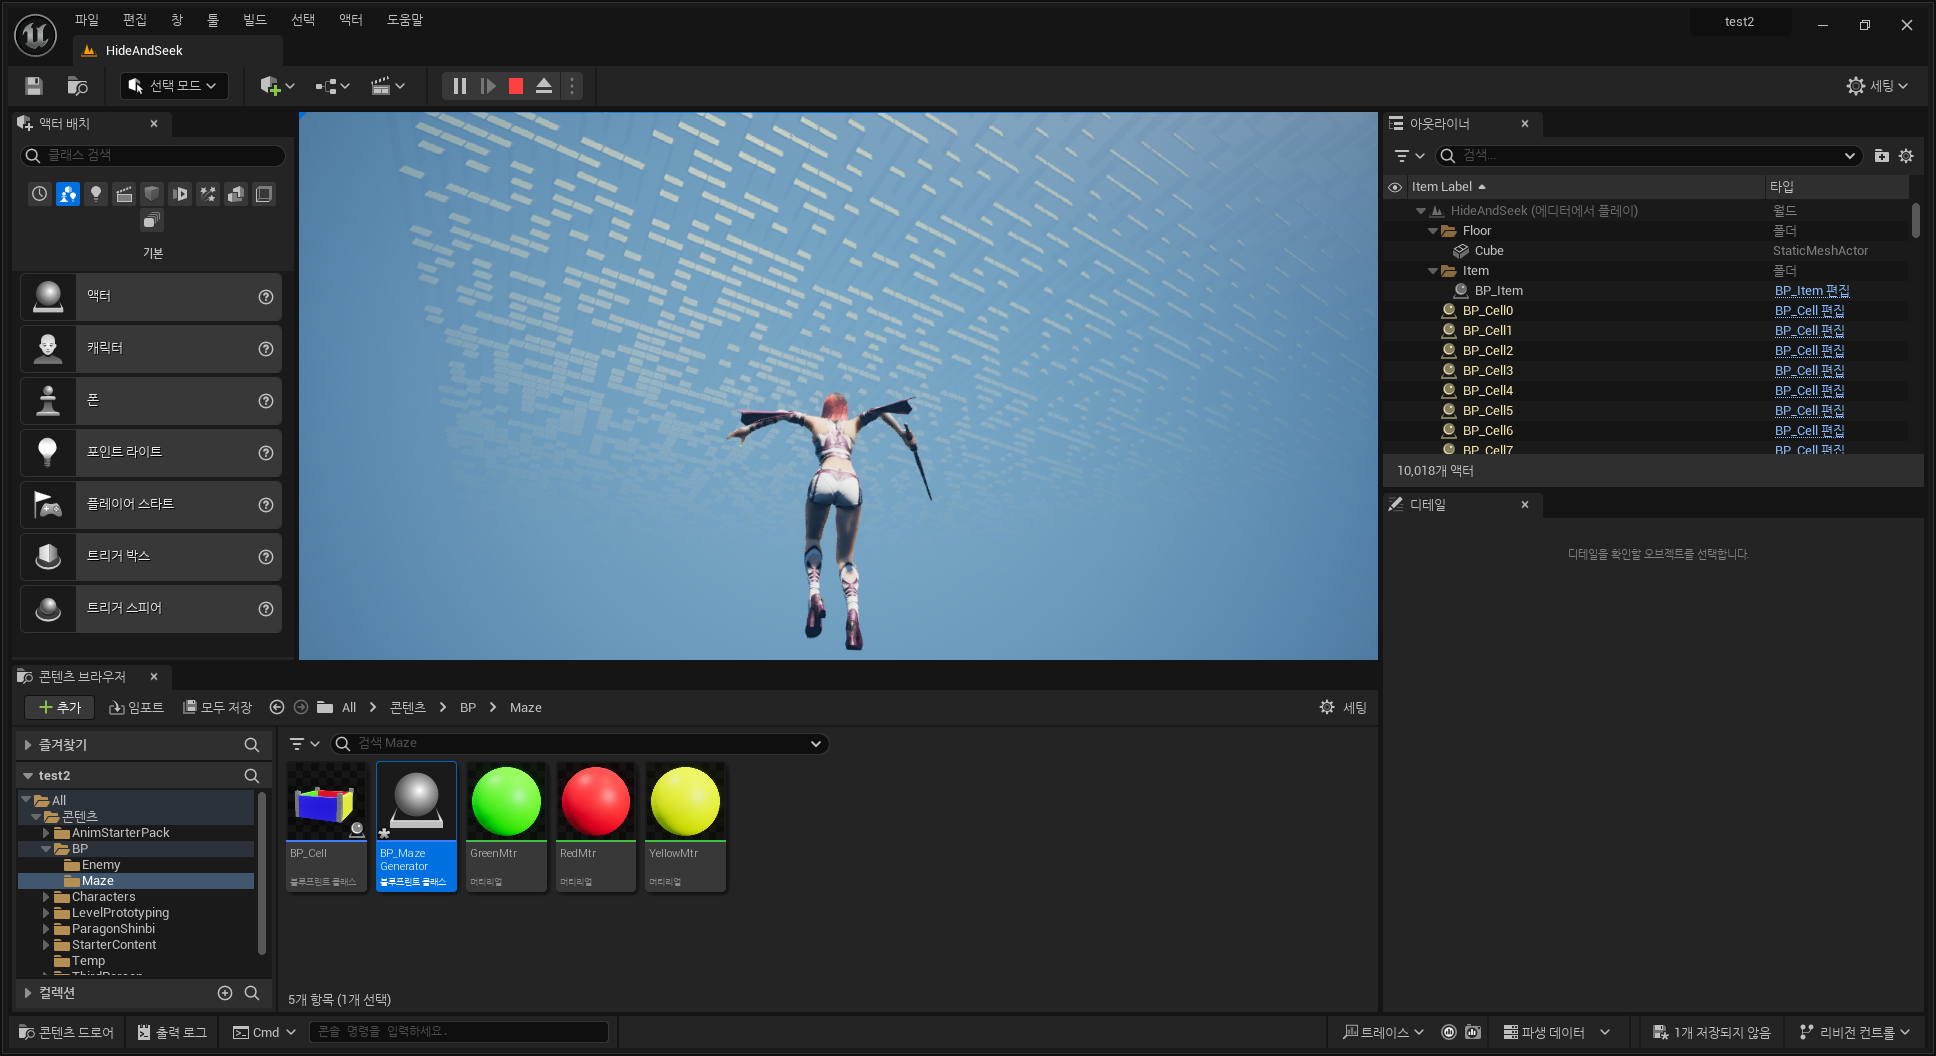 파일 편집 창 툴 빌드 선택 액터 도움말
test2
HideAndSeek
선택 모드
세팅
액터 배치
클래스 검색
기본
액터
캐릭터
폰
포인트 라이트
플레이어 스타트
트리거 박스
트리거 스피어
아웃라이너
검색...
Item Label 타입
HideAndSeek (에디터에서 플레이) 월드
Floor 폴더
Cube StaticMeshActor
Item 폴더
BP_Item BP_Item 편집
BP_Cell0 BP_Cell 편집
BP_Cell1 BP_Cell 편집
BP_Cell2 BP_Cell 편집
BP_Cell3 BP_Cell 편집
BP_Cell4 BP_Cell 편집
BP_Cell5 BP_Cell 편집
BP_Cell6 BP_Cell 편집
BP_Cell7 BP_Cell 편집
10,018개 액터
디테일
디테일을 확인할 오브젝트를 선택합니다.
콘텐츠 브라우저
추가 임포트 모두 저장 All 콘텐츠 BP Maze 세팅
즐겨찾기
test2
All
콘텐츠
AnimStarterPack
BP
Enemy
Maze
Characters
LevelPrototyping
ParagonShinbi
StarterContent
Temp
ThirdPerson
컬렉션
검색 Maze
BP_Cell
블루프린트 클래스
BP_Maze
Generator
블루프린트 클래스
GreenMtr
머티리얼
RedMtr
머티리얼
YellowMtr
머티리얼
5개 항목 (1개 선택)
콘텐츠 드로어 출력 로그 Cmd 콘솔 명령을 입력하세요. 트레이스 파생 데이터 1개 저장되지 않음 리비전 컨트롤